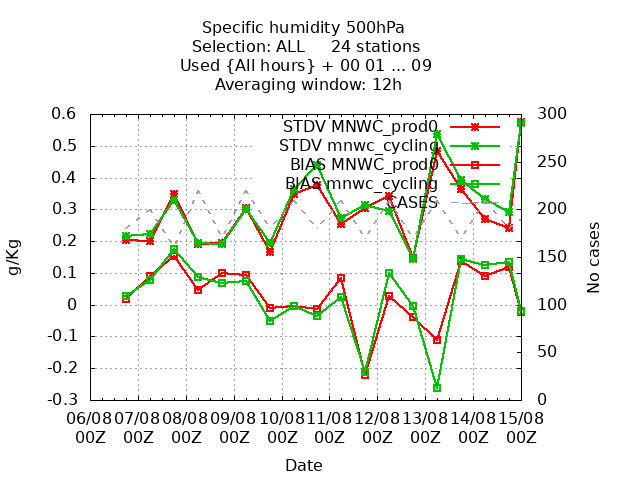 Specific humidity 500hPa
Selection: ALL 24 stations
Used {All hours} + 00 01 ... 09
Averaging window: 12h
STDV MNWC_prod0
STDV mnwc_cycling
BIAS MNWC_prod0
BIAS mnwc_cycling
CASES
0.6
0.5
0.4
0.3
0.2
0.1
0
-0.1
-0.2
-0.3
g/Kg
300
250
200
150
100
50
0
No cases
06/08 07/08 08/08 09/08 10/08 11/08 12/08 13/08 14/08 15/08
00Z 00Z 00Z 00Z 00Z 00Z 00Z 00Z 00Z 00Z
Date